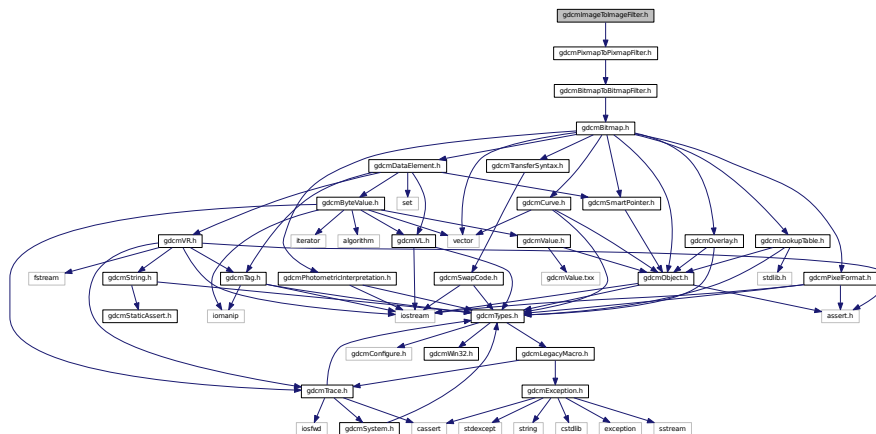 gdcmImageToImageFilter.h
gdcmPixmapToPixmapFilter.h
gdcmBitmapToBitmapFilter.h
gdcmBitmap.h
gdcmDataElement.h
gdcmTransferSyntax.h
gdcmByteValue.h
set
gdcmCurve.h
gdcmSmartPointer.h
gdcmVR.h
iterator
algorithm
gdcmVL.h
vector
gdcmValue.h
gdcmOverlay.h
gdcmLookupTable.h
fstream
gdcmString.h
gdcmTag.h
gdcmPhotometricInterpretation.h
gdcmSwapCode.h
gdcmValue.txx
gdcmObject.h
stdlib.h
gdcmPixelFormat.h
gdcmStaticAssert.h
iomanip
iostream
gdcmTypes.h
assert.h
gdcmConfigure.h
gdcmWin32.h
gdcmLegacyMacro.h
gdcmTrace.h
gdcmException.h
iosfwd
gdcmSystem.h
cassert
stdexcept
string
cstdlib
exception
sstream